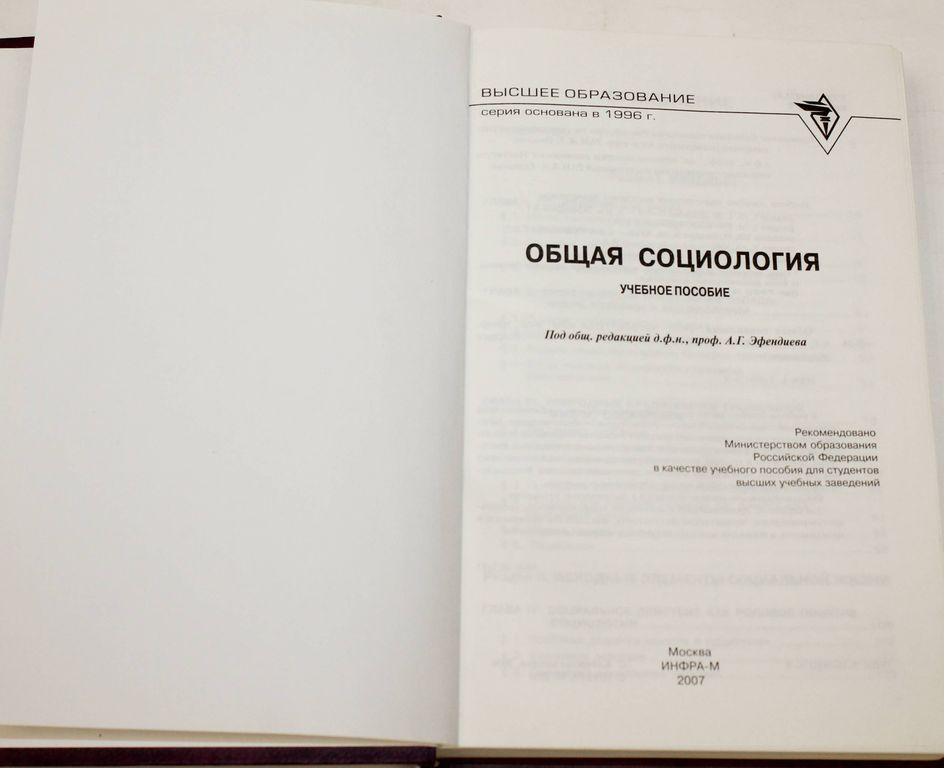 ВЫСШЕЕ ОБРАЗОВАНИЕ
серия основана в 1996 г.
ОБЩАЯ СОЦИОЛОГИЯ
УЧЕБНОЕ ПОСОБИЕ
Под общ. редакцией д.ф.н., проф. А.Г. Эфендиева
Рекомендовано
Министерством образования
Российской Федерации
в качестве учебного пособия для студентов
высших учебных заведений
Москва
ИНФРА-М
2007